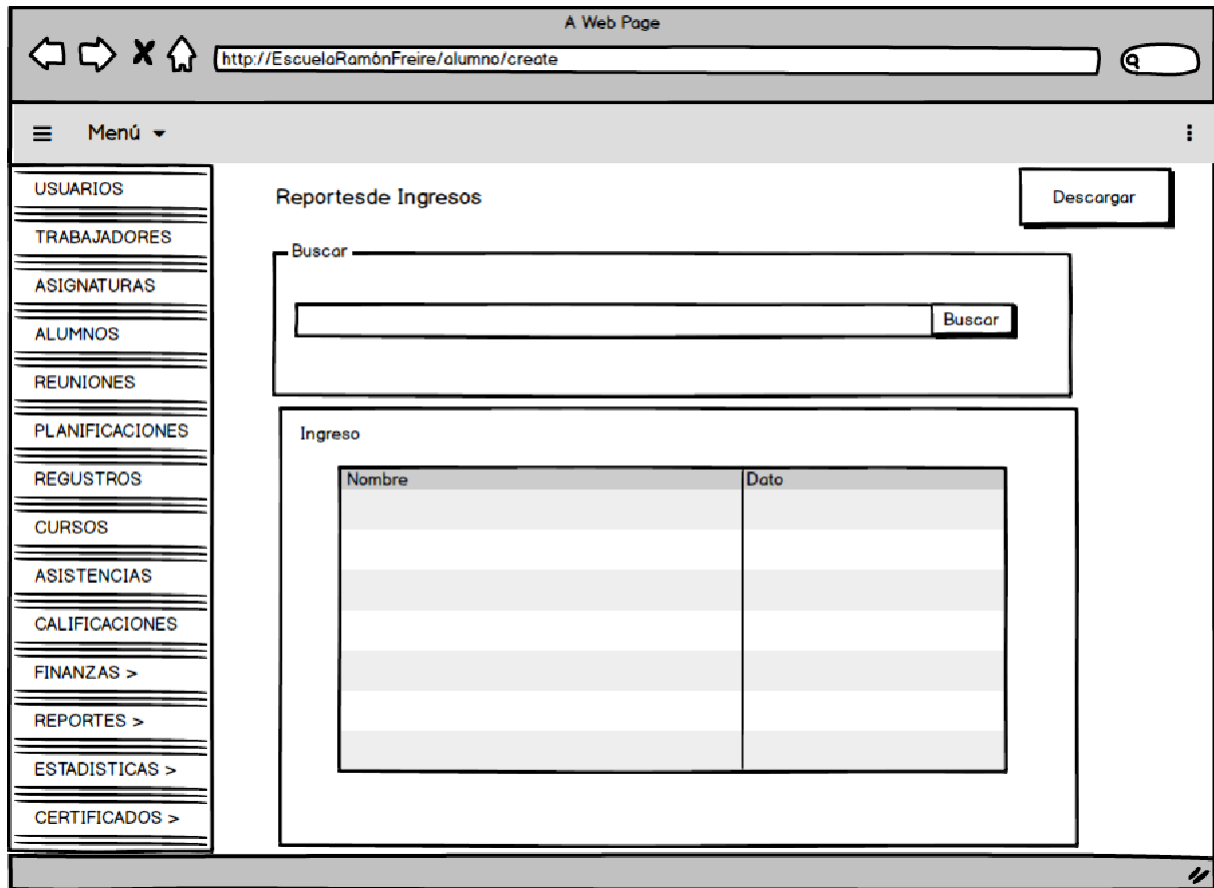 A Web Page
http://EscuelaRamónFreire/alumno/create
Menú
USUARIOS
TRABAJADORES
ASIGNATURAS
ALUMNOS
REUNIONES
PLANIFICACIONES
REGUSTROS
CURSOS
ASISTENCIAS
CALIFICACIONES
FINANZAS >
REPORTES >
ESTADISTICAS >
CERTIFICADOS >
Reportesde Ingresos
Descargar
Buscar
Buscar
Ingreso
Nombre Dato